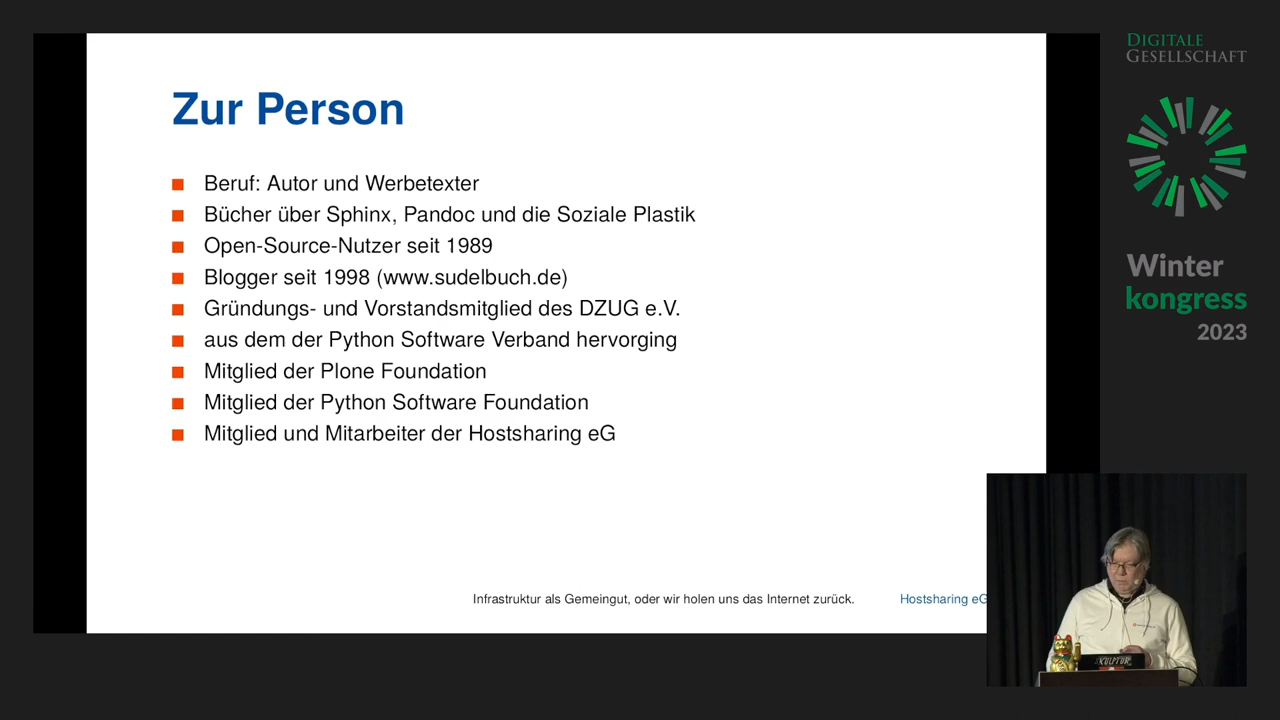 Zur Person
Beruf: Autor und Werbetexter
Bücher über Sphinx, Pandoc und die Soziale Plastik
Open-Source-Nutzer seit 1989
Blogger seit 1998 (www.sudelbuch.de)
Gründungs- und Vorstandsmitglied des DZUG e.V.
aus dem der Python Software Verband hervorging
Mitglied der Plone Foundation
Mitglied der Python Software Foundation
Mitglied und Mitarbeiter der Hostsharing eG
Infrastruktur als Gemeingut, oder wir holen uns das Internet zurück.
Hostsharing eG
DIGITALE
GESELLSCHAFT
Winter
kongress
2023
SKULPTUR